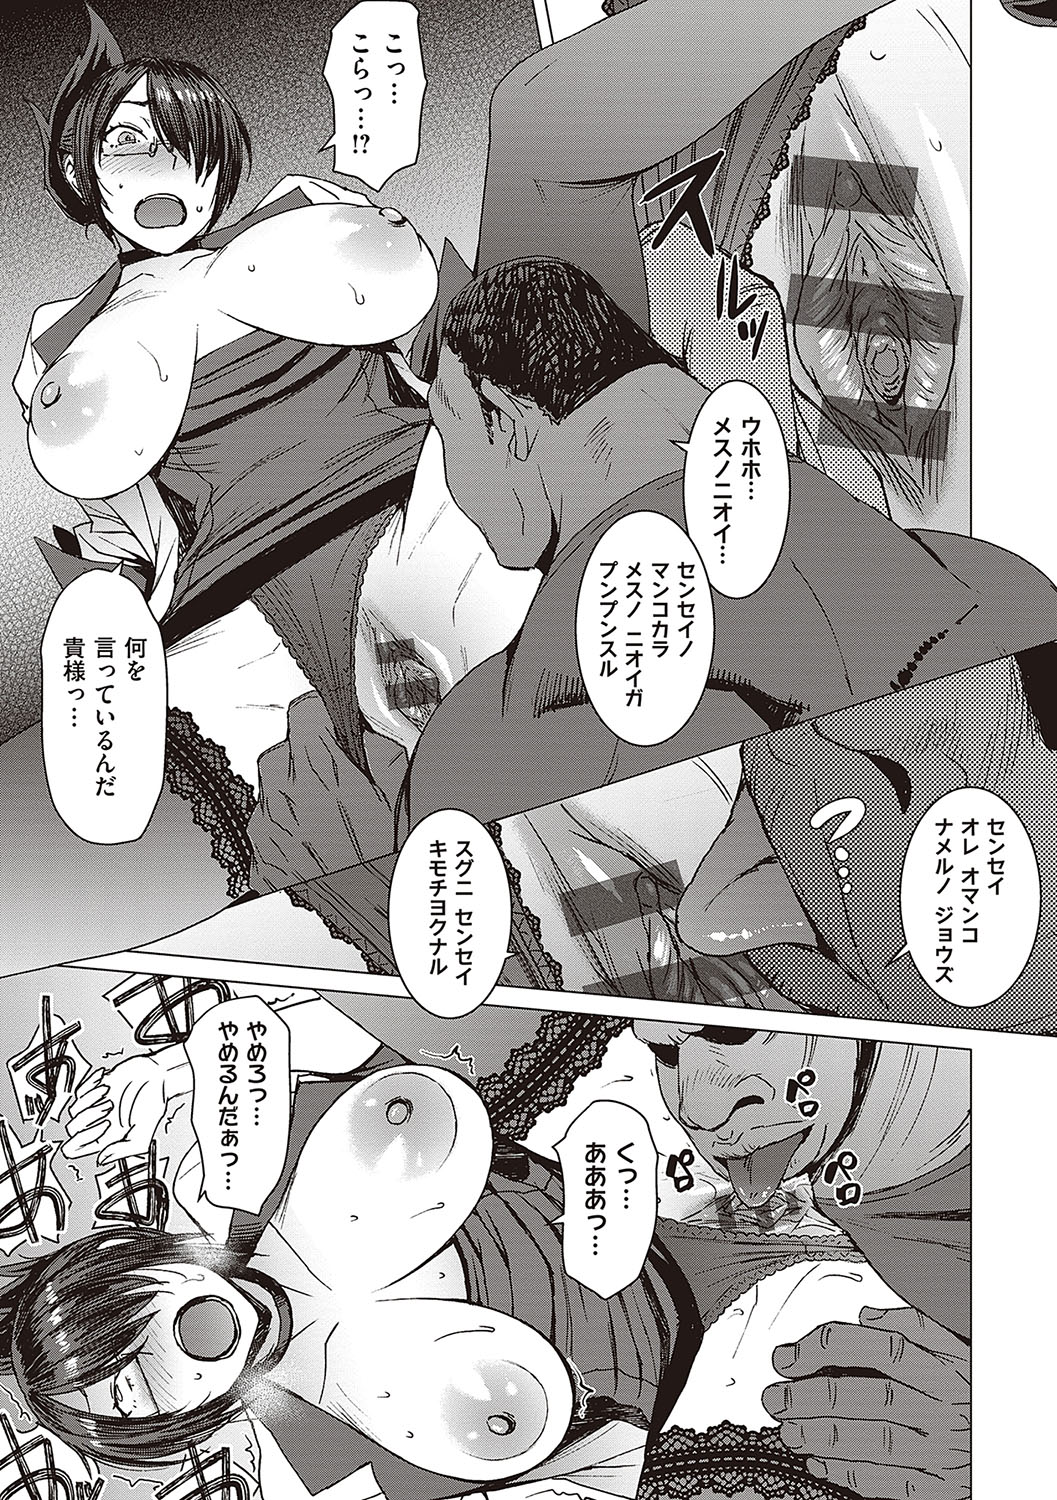 こっ…
こらっ…!?
ズルッ
ウホホ…
メスノニオイ…
センセイノ
マンコカラ
メスノ ニオイガ
プンプンスル
何を
言っているんだ
貴様っ…
センセイ
オレ オマンコ
ナメルノ ジョウズ
スグニ センセイ
キモチヨクナル
ペロ
ペロ
くっ…
あああっ…
やめろっ…
やめるんだぁっ…